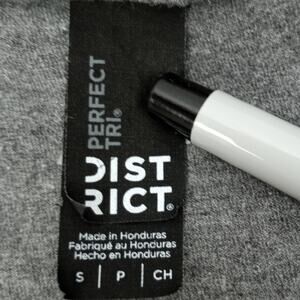 PERFECT
TRI®
DIST
RICT®
Made in Honduras
Fabriqué au Honduras
Hecho en Honduras
S | P | CH